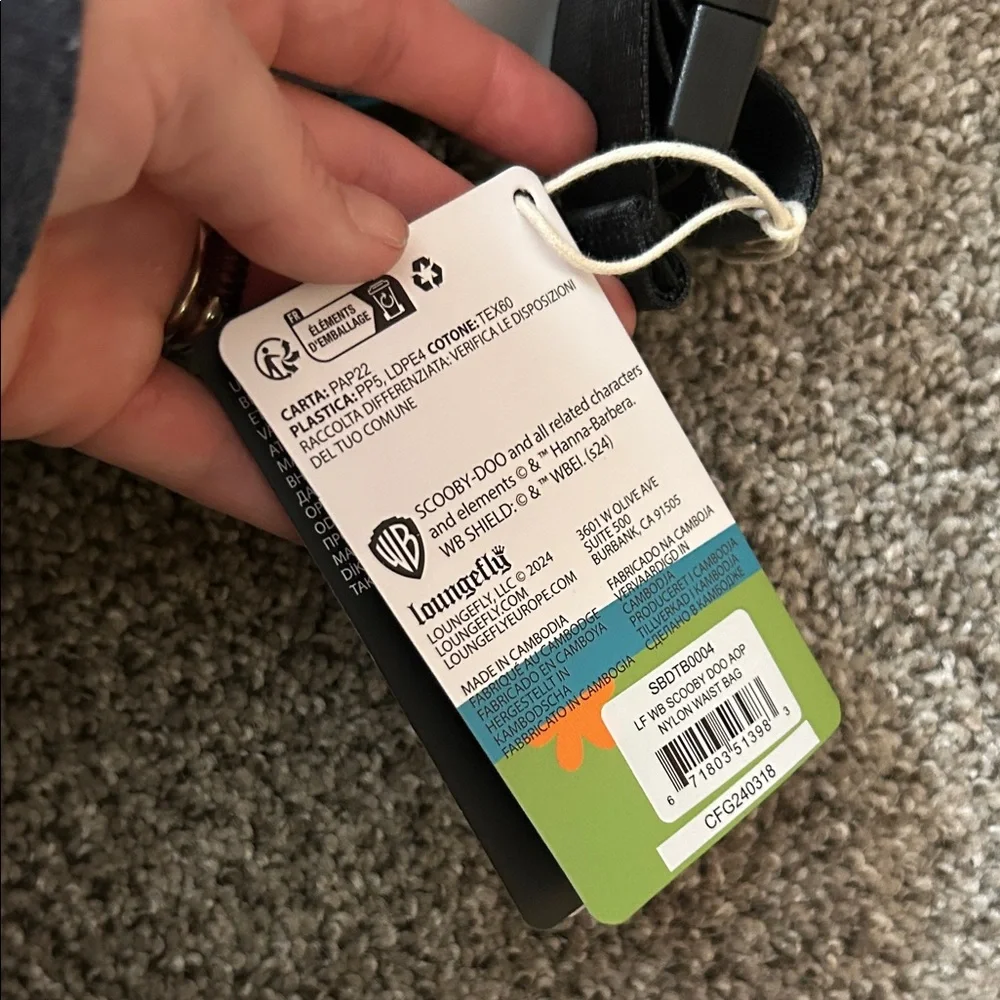 FR
ÉLÉMENTS
D'EMBALLAGE
CARTA: PAP22
PLASTICA: PP5, LDPE4 COTONE: TEX60
RACCOLTA DIFFERENZIATA: VERIFICA LE DISPOSIZIONI
DEL TUO COMUNE
WB
SCOOBY-DOO and all related characters
and elements © & ™ Hanna-Barbera.
WB SHIELD: © & ™ WBEI. (s24)
loungefly
LOUNGEFLY, LLC © 2024
LOUNGEFLY.COM
LOUNGEFLYEUROPE.COM
3601 W OLIVE AVE
SUITE 500
BURBANK, CA 91505
MADE IN CAMBODIA
FABRIQUÉ AU CAMBODGE
FABRICADO EN CAMBOYA
HERGESTELLT IN
KAMBODSCHA
FABBRICATO IN CAMBOGIA
FABRICADO NA CAMBOJA
VERVAARDIGD IN
CAMBODJA
PRODUCERET I CAMBODJA
TILLVERKAD I KAMBODJA
СДЕЛАНО В КАМБОДЖЕ
SBDTB0004
LF WB SCOOBY DOO AOP
NYLON WAIST BAG
6 71803 51398 3
CFG240318